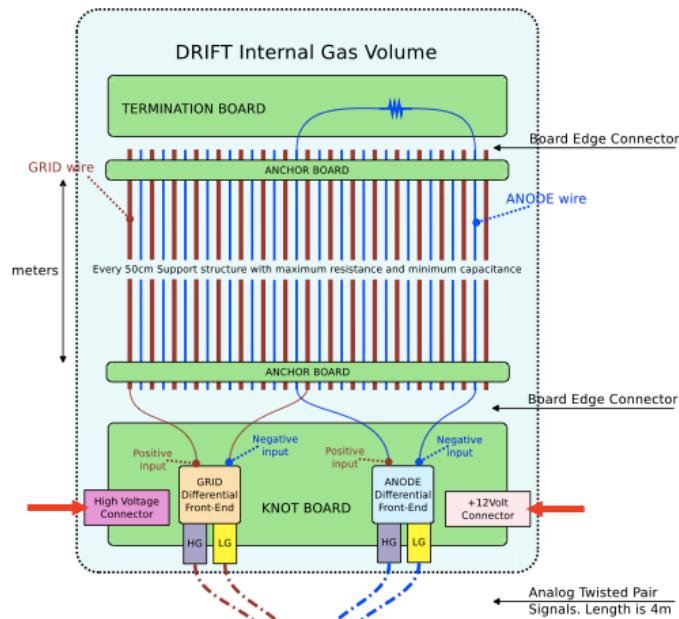 DRIFT Internal Gas Volume
TERMINATION BOARD
Board Edge Connector
GRID wire
ANCHOR BOARD
ANODE wire
meters
Every 50cm Support structure with maximum resistance and minimum capacitance
ANCHOR BOARD
Board Edge Connector
Positive
input
Negative
input
Positive
input
Negative
input
GRID
Differential
Front-End
ANODE
Differential
Front-End
High Voltage
Connector
KNOT BOARD
+12Volt
Connector
HG
LG
HG
LG
Analog Twisted Pair
Signals. Length is 4m